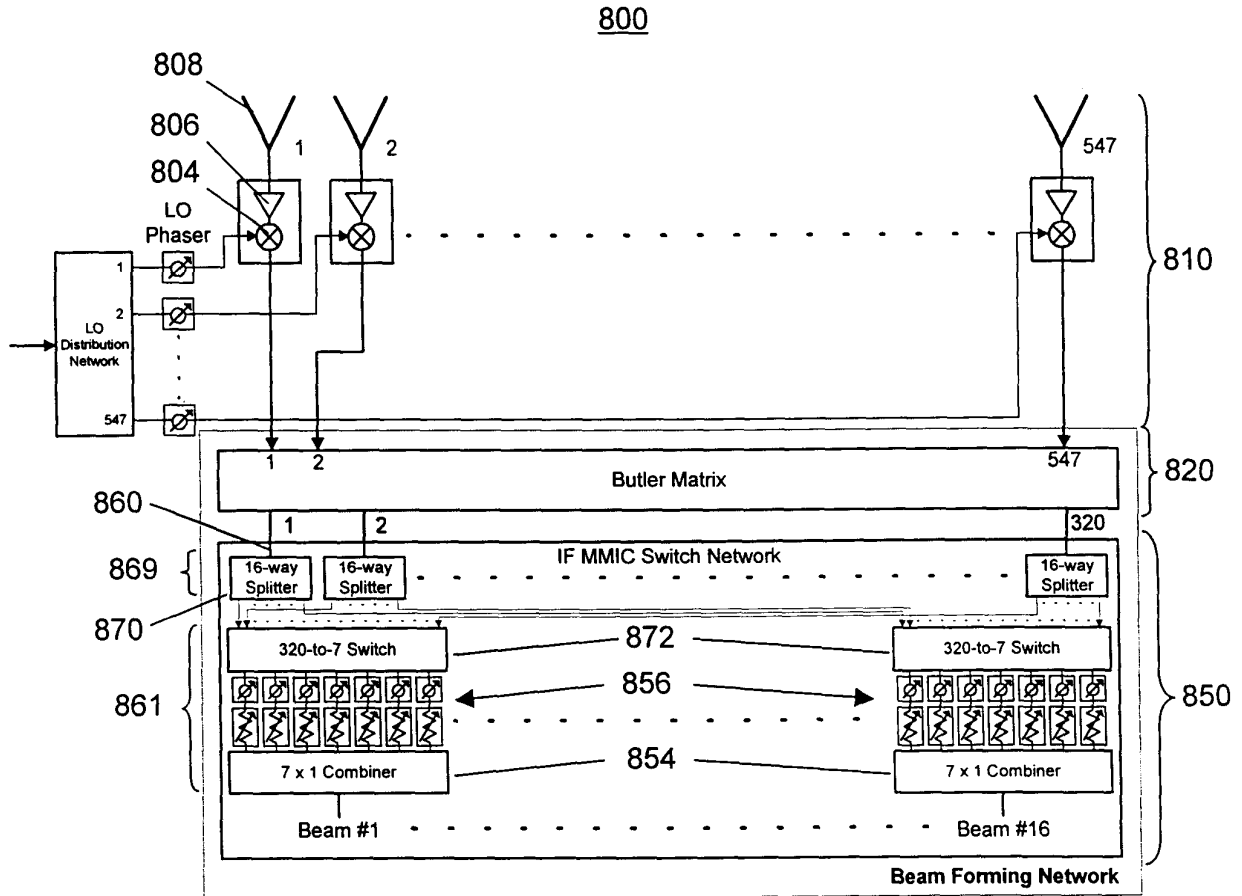 800
808
806
804
1
2
547
LO
Phaser
1
2
547
LO
Distribution
Network
810
1
2
547
Butler Matrix
820
860
1
2
320
IF MMIC Switch Network
869
16-way
Splitter
16-way
Splitter
16-way
Splitter
870
872
320-to-7 Switch
320-to-7 Switch
861
856
850
854
7 x 1 Combiner
7 x 1 Combiner
Beam #1
Beam #16
Beam Forming Network